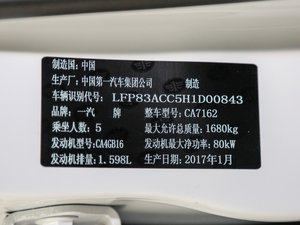 制造国：中国
生产厂：中国第一汽车集团公司 制造
车辆识别代号：LFP83ACC5H1D00843
品牌：一汽 牌 整车型号：CA7162
乘坐人数：5 最大允许总质量：1680kg
发动机型号：CA4GB16 发动机最大净功率：80kW
发动机排量：1.598L 生产日期：2017年1月